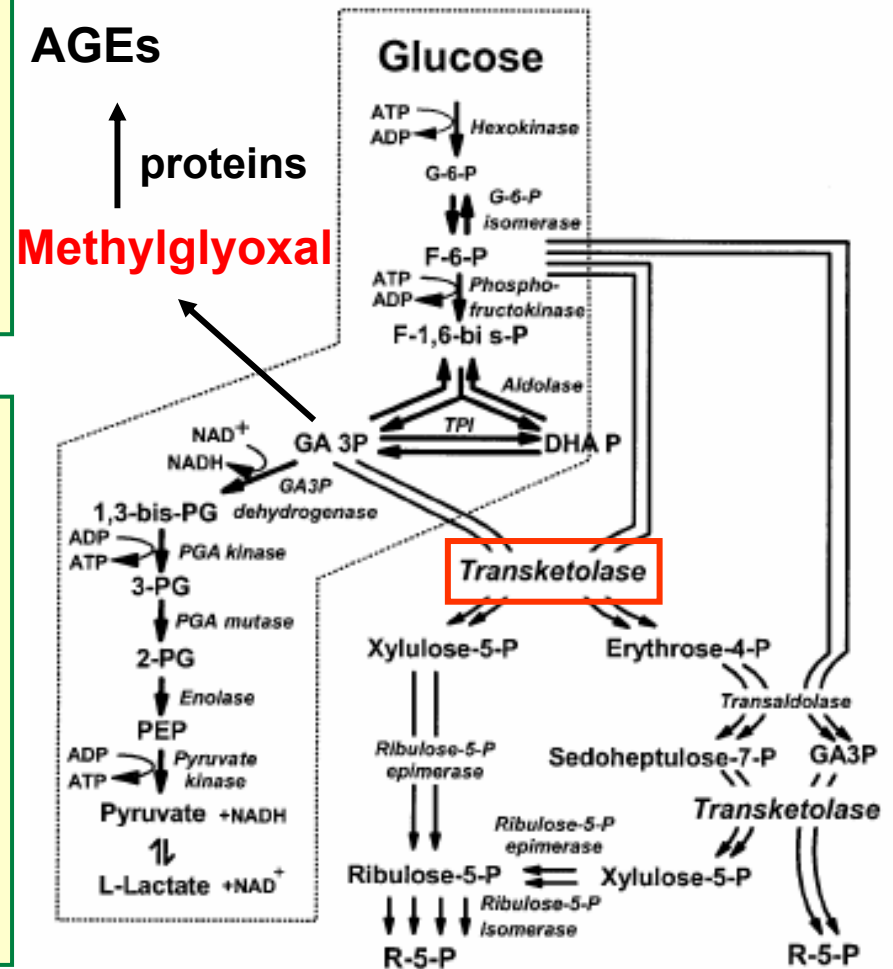 AGEs
proteins
Methylglyoxal
Glucose
ATP
ADP
Hexokinase
G-6-P
G-6-P
isomerase
F-6-P
ATP
ADP
Phospho-
fructokinase
F-1,6-bi s-P
Aldolase
TPI
NAD+
NADH
GA 3P
DHA P
GA3P
dehydrogenase
1,3-bis-PG
ADP
ATP
PGA kinase
3-PG
PGA mutase
2-PG
Enolase
PEP
ADP
ATP
Pyruvate
kinase
Pyruvate +NADH
L-Lactate +NAD+
Transketolase
Xylulose-5-P
Erythrose-4-P
Transaldolase
Ribulose-5-P
epimerase
Sedoheptulose-7-P
GA3P
Transketolase
Ribulose-5-P
epimerase
Ribulose-5-P
Xylulose-5-P
Ribulose-5-P
isomerase
R-5-P
R-5-P